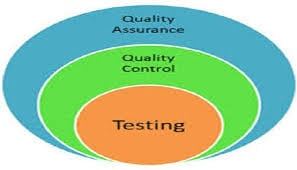 Quality
Assurance
Quality
Control
Testing